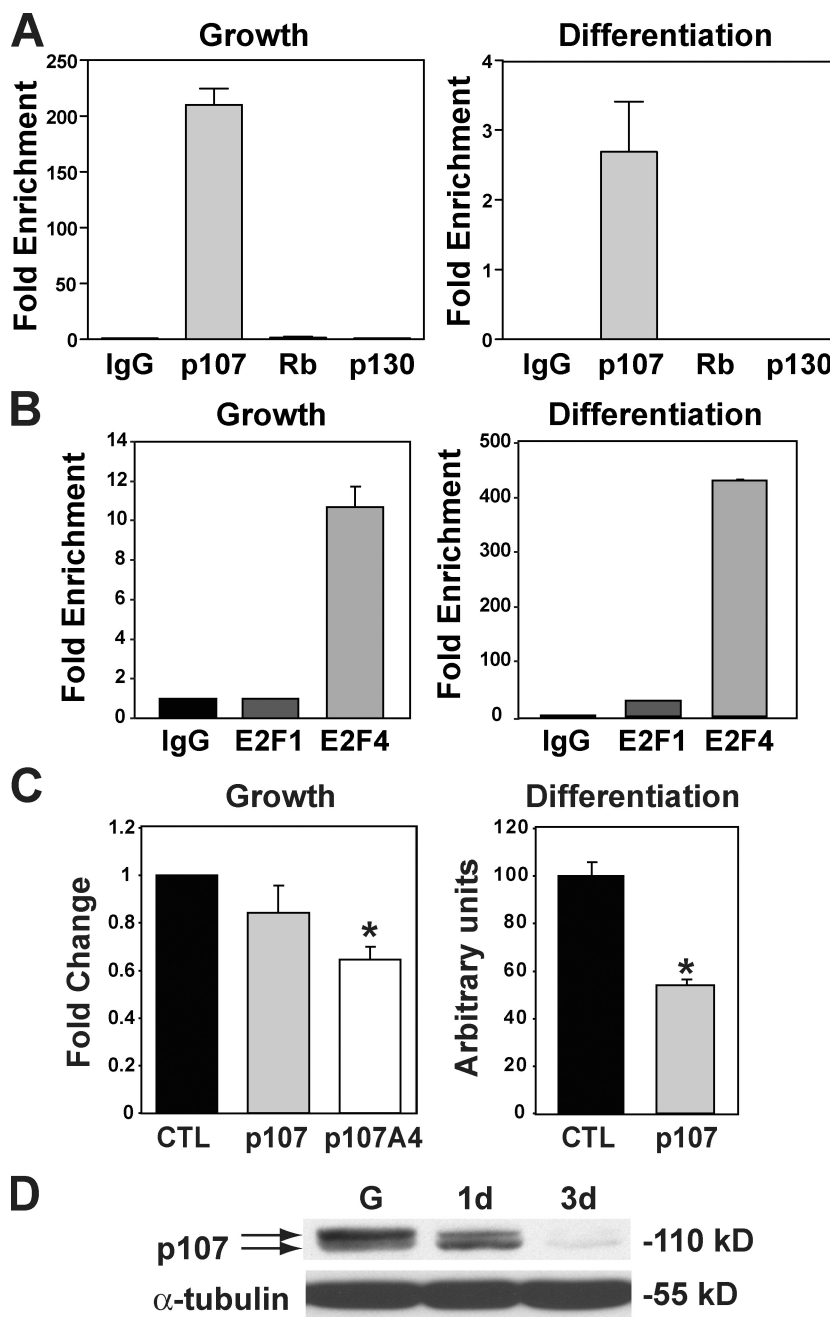 A
Growth
Differentiation
Fold Enrichment
250
200
150
100
50
0
IgG p107 Rb p130
Fold Enrichment
4
3
2
1
0
IgG p107 Rb p130
B
Growth
Differentiation
Fold Enrichment
14
12
10
8
6
4
2
0
IgG E2F1 E2F4
Fold Enrichment
500
400
300
200
100
0
IgG E2F1 E2F4
C
Growth
Differentiation
Fold Change
1.2
1
0.8
0.6
0.4
0.2
0
*
CTL p107 p107A4
Arbitrary units
120
100
80
60
40
20
0
*
CTL p107
D
G 1d 3d
p107
-110 kD
α-tubulin
-55 kD